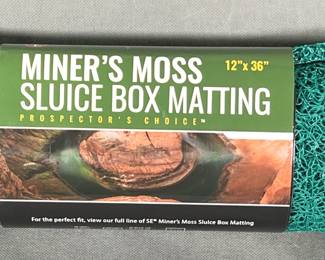 MINER'S MOSS
12"x 36"
SLUICE BOX MATTING
PROSPECTOR'S CHOICE™
For the perfect fit, view our full line of SE™ Miner's Moss Sluice Box Matting